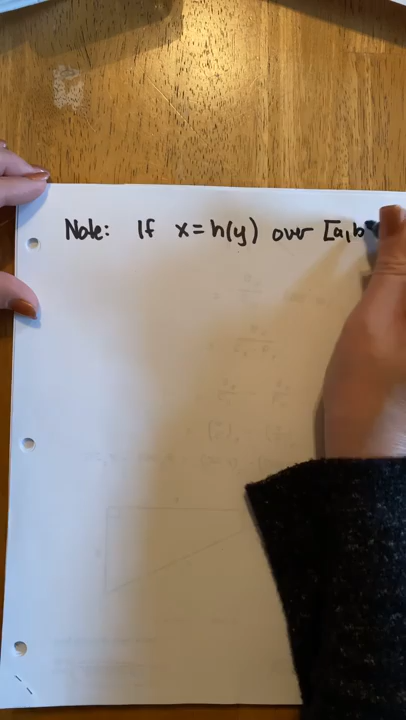 Note: If x = h(y) over [a,b